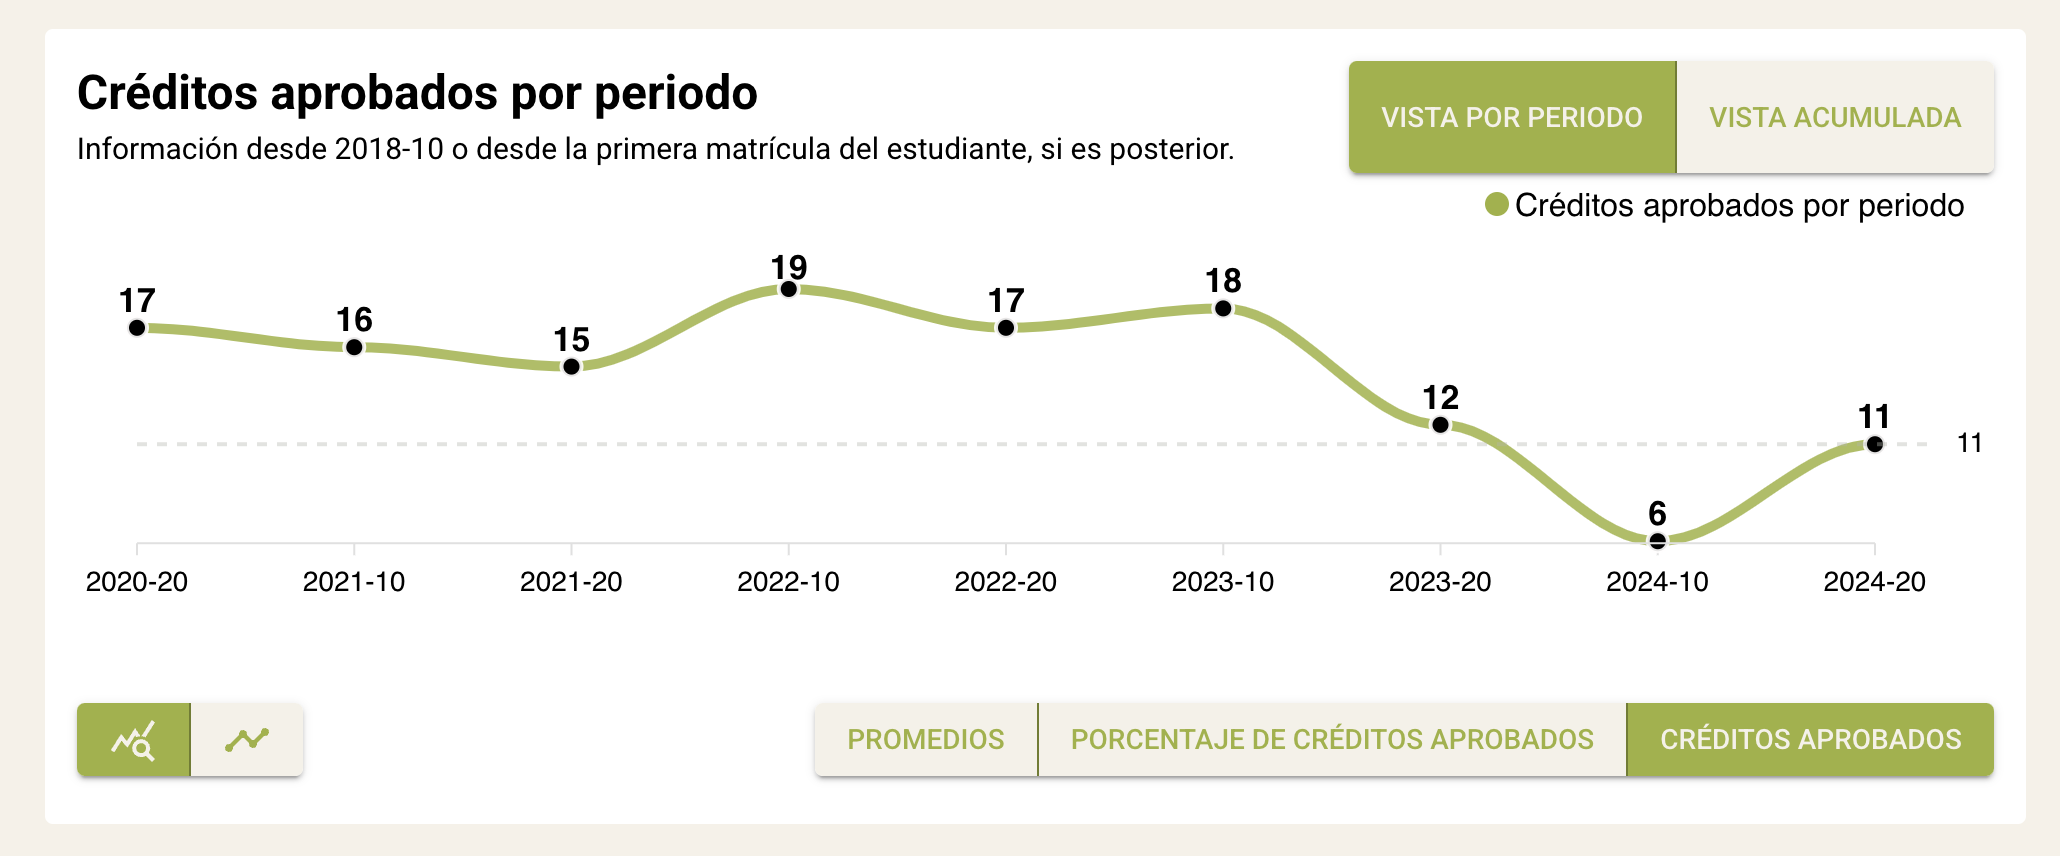 Créditos aprobados por periodo
Información desde 2018-10 o desde la primera matrícula del estudiante, si es posterior.
VISTA POR PERIODO
VISTA ACUMULADA
Créditos aprobados por periodo
17
16
15
19
17
18
12
6
11
11
2020-20
2021-10
2021-20
2022-10
2022-20
2023-10
2023-20
2024-10
2024-20
PROMEDIOS
PORCENTAJE DE CRÉDITOS APROBADOS
CRÉDITOS APROBADOS